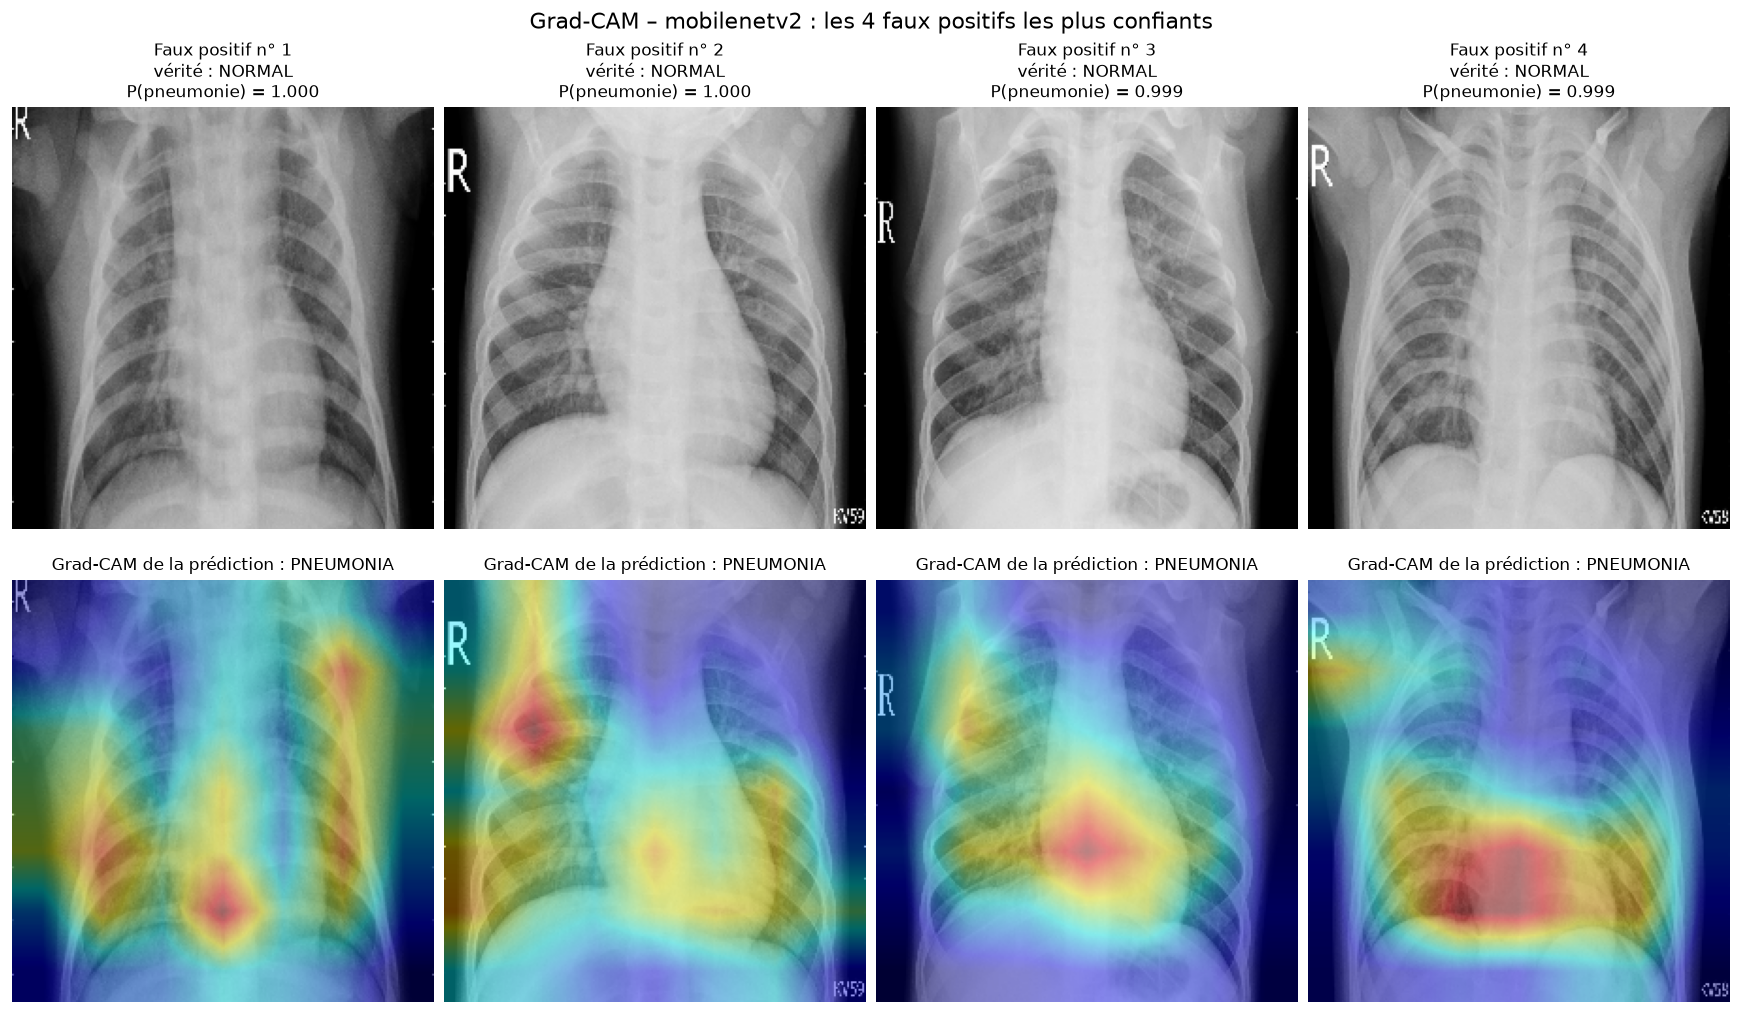 Grad-CAM – mobilenetv2 : les 4 faux positifs les plus confiants
Faux positif n° 1
vérité : NORMAL
P(pneumonie) = 1.000
Faux positif n° 2
vérité : NORMAL
P(pneumonie) = 1.000
Faux positif n° 3
vérité : NORMAL
P(pneumonie) = 0.999
Faux positif n° 4
vérité : NORMAL
P(pneumonie) = 0.999
R
R
R
R
KV59
Grad-CAM de la prédiction : PNEUMONIA
Grad-CAM de la prédiction : PNEUMONIA
Grad-CAM de la prédiction : PNEUMONIA
Grad-CAM de la prédiction : PNEUMONIA
R
R
R
R
KV59